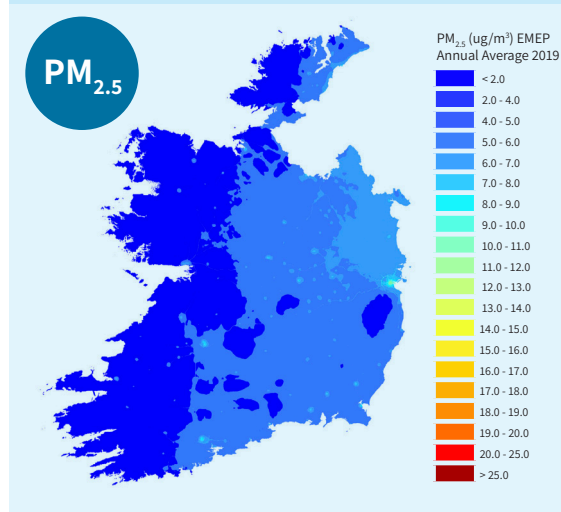 PM2.5
PM2.5 (ug/m³) EMEP
Annual Average 2019
< 2.0
2.0 - 4.0
4.0 - 5.0
5.0 - 6.0
6.0 - 7.0
7.0 - 8.0
8.0 - 9.0
9.0 - 10.0
10.0 - 11.0
11.0 - 12.0
12.0 - 13.0
13.0 - 14.0
14.0 - 15.0
15.0 - 16.0
16.0 - 17.0
17.0 - 18.0
18.0 - 19.0
19.0 - 20.0
20.0 - 25.0
> 25.0